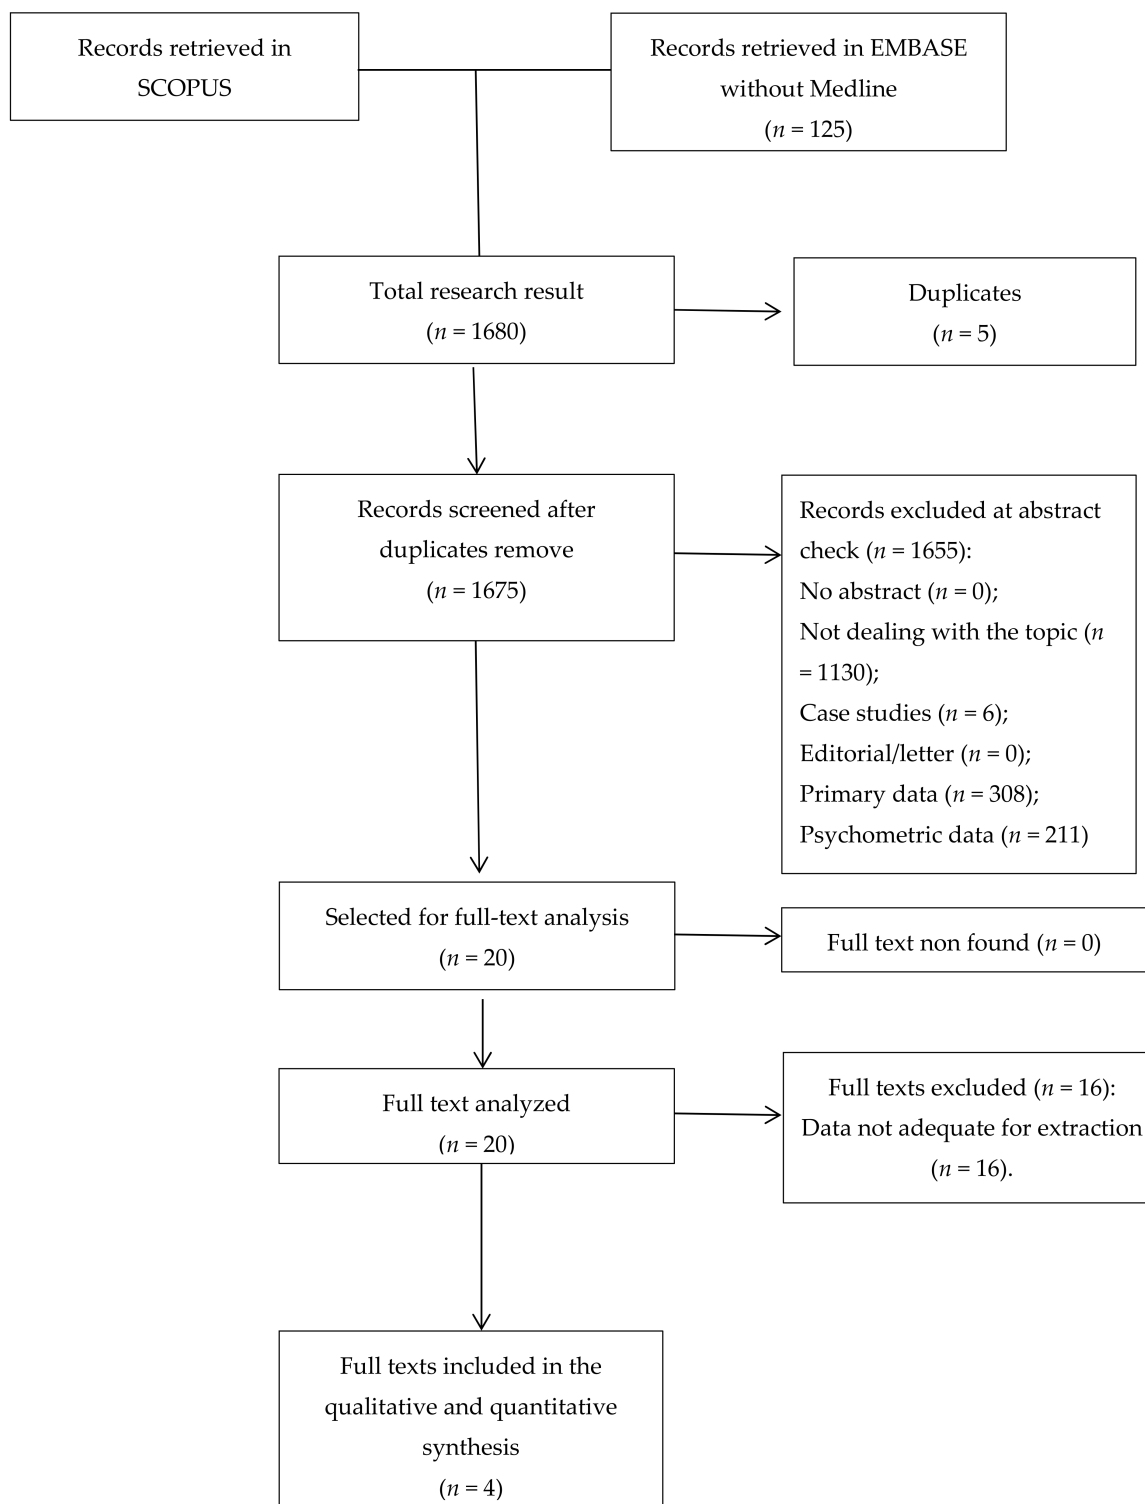 Records retrieved in
SCOPUS
Records retrieved in EMBASE
without Medline
(n = 125)
Total research result
(n = 1680)
Duplicates
(n = 5)
Records screened after
duplicates remove
(n = 1675)
Records excluded at abstract
check (n = 1655):
No abstract (n = 0);
Not dealing with the topic (n
= 1130);
Case studies (n = 6);
Editorial/letter (n = 0);
Primary data (n = 308);
Psychometric data (n = 211)
Selected for full-text analysis
(n = 20)
Full text non found (n = 0)
Full text analyzed
(n = 20)
Full texts excluded (n = 16):
Data not adequate for extraction
(n = 16).
Full texts included in the
qualitative and quantitative
synthesis
(n = 4)